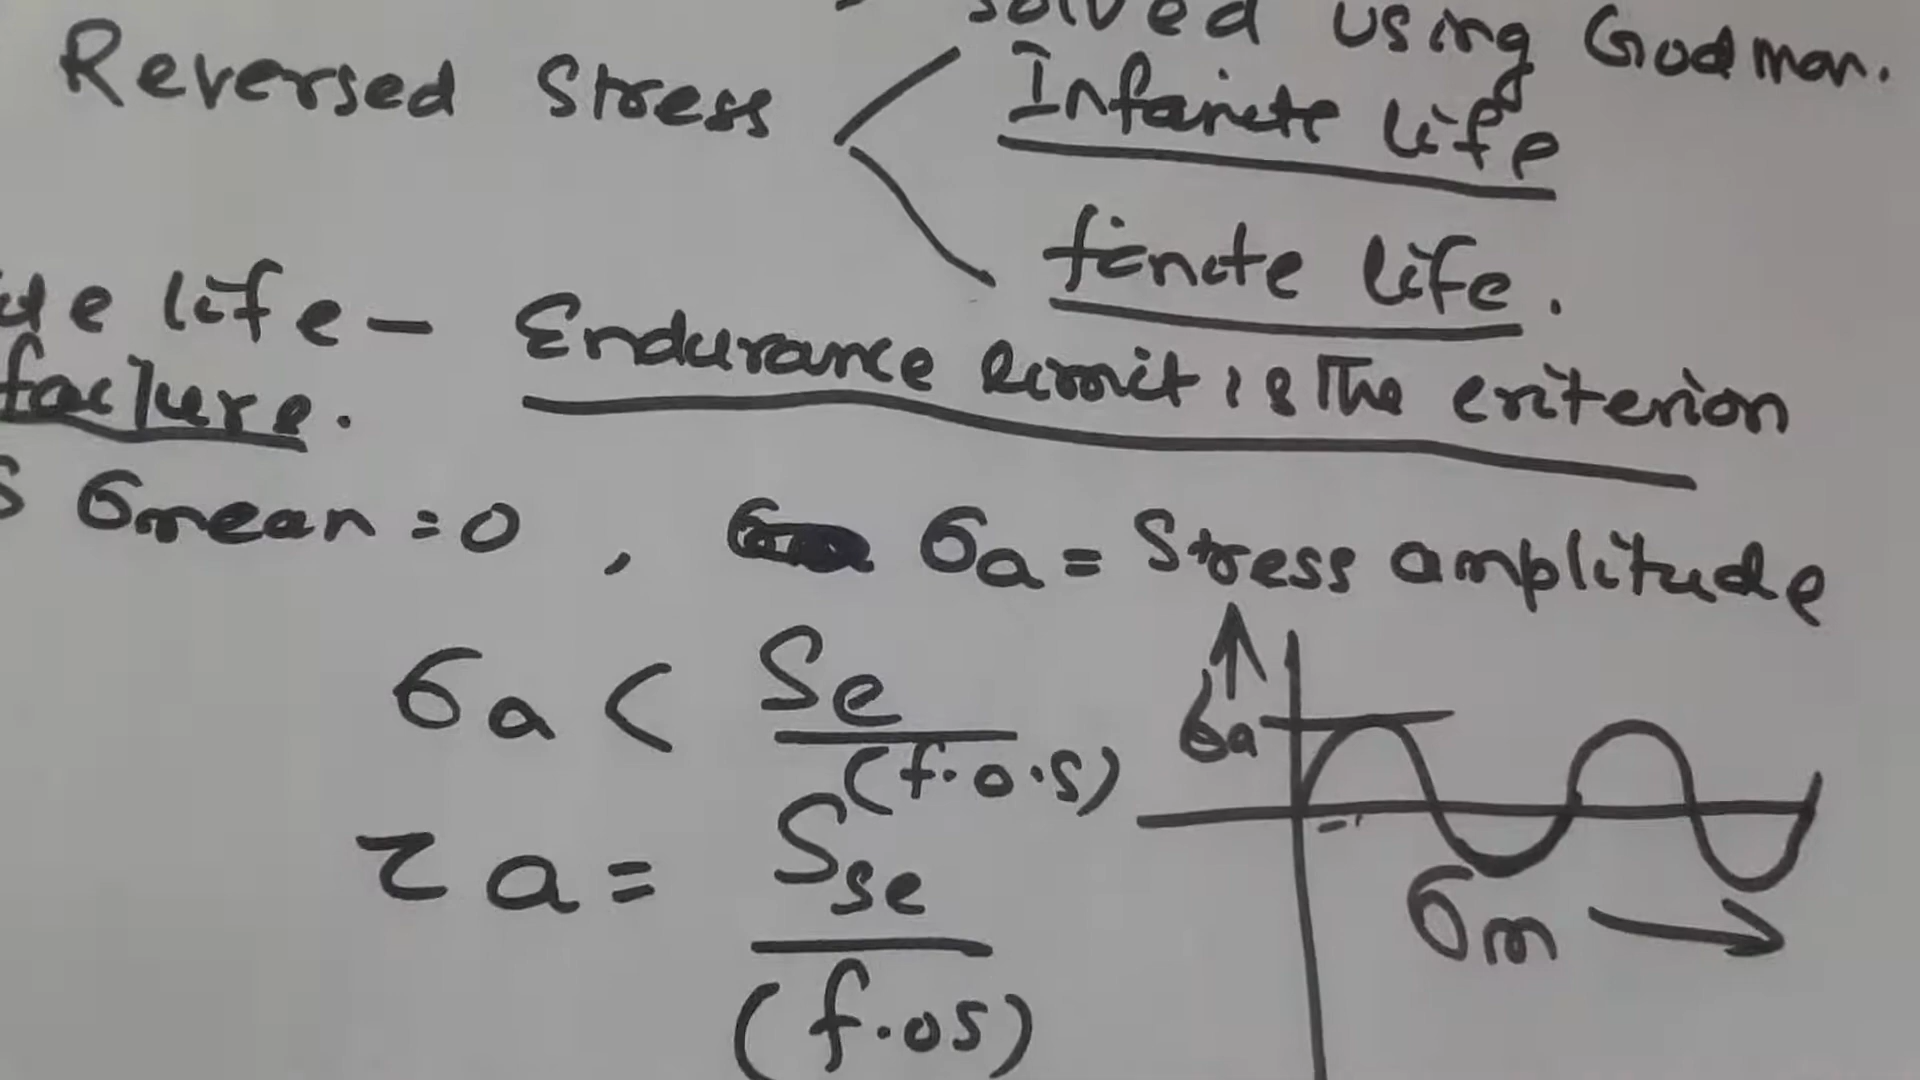 solved using Godman.
Reversed Stress
Infinite life
finite life.
life – Endurance limit is The criterion
failure.
σmean = 0 , σa = Stress amplitude
σa < Se / (f.o.s)
σa
τa = Sse / (f.os)
σm →